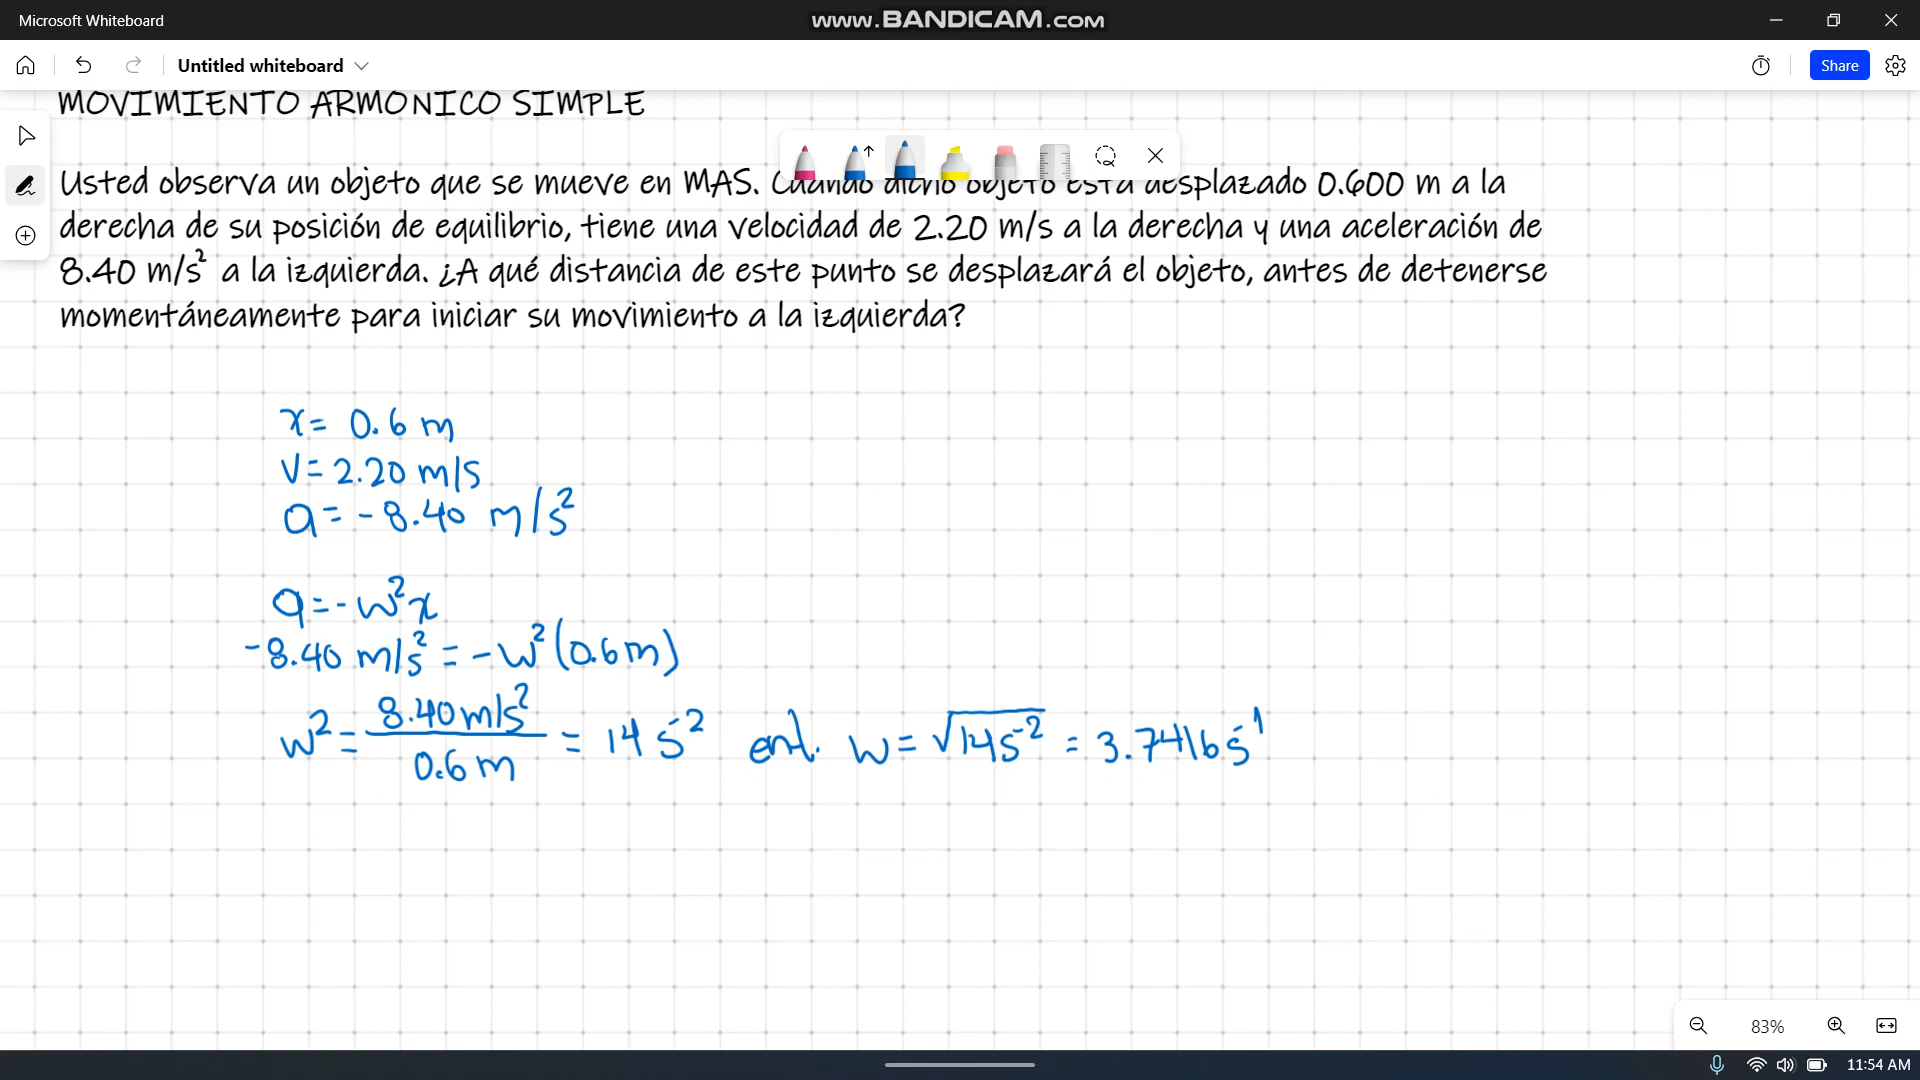 Microsoft Whiteboard
www.BANDICAM.com
Untitled whiteboard
Share
MOVIMIENTO ARMONICO SIMPLE
Usted observa un objeto que se mueve en MAS. Cuando dicho objeto está desplazado 0.600 m a la
derecha de su posición de equilibrio, tiene una velocidad de 2.20 m/s a la derecha y una aceleración de
8.40 m/s² a la izquierda. ¿A qué distancia de este punto se desplazará el objeto, antes de detenerse
momentáneamente para iniciar su movimiento a la izquierda?
x = 0.6 m
V = 2.20 m/s
a = -8.40 m/s²
a = -w²x
-8.40 m/s² = -w²(0.6m)
w² = 8.40 m/s² / 0.6 m = 14 s⁻² ent. w = √14s⁻² = 3.7416 s⁻¹
83%
11:54 AM